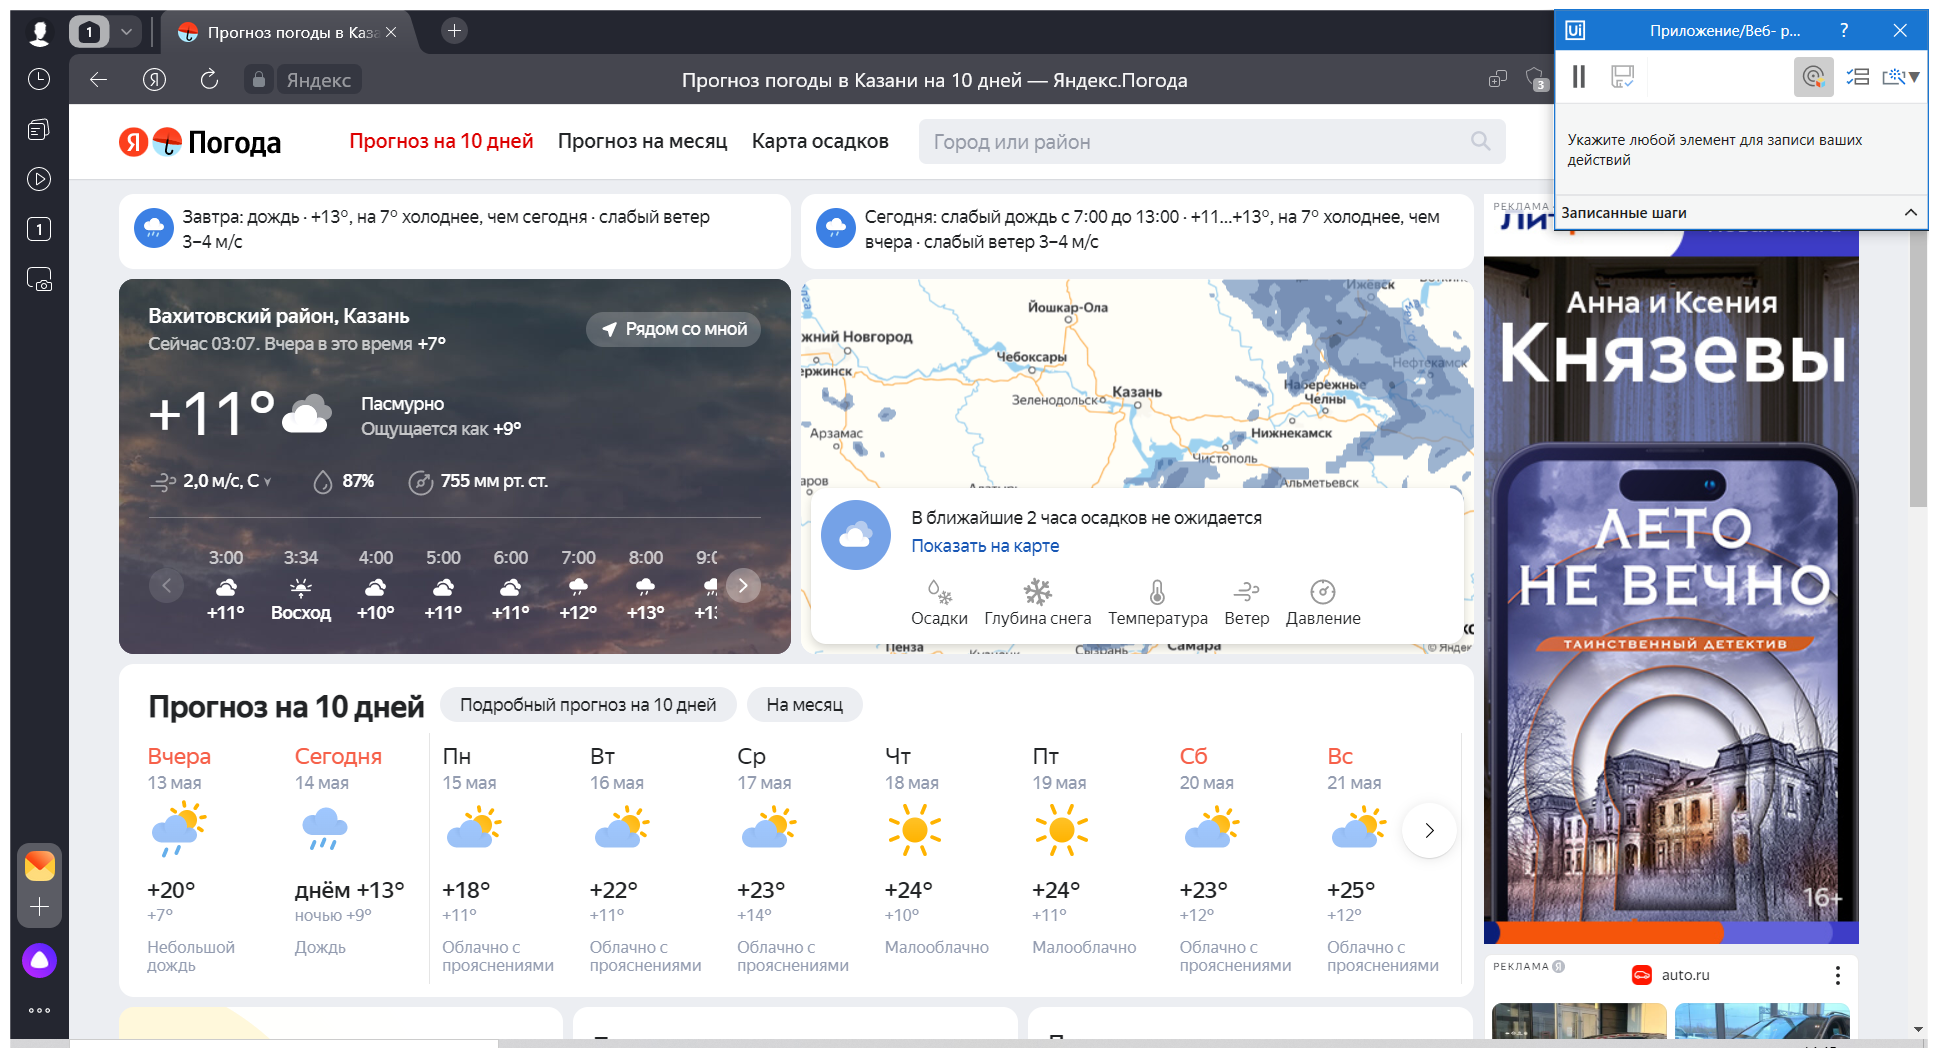 1
Прогноз погоды в Каза
Приложение/Веб- р...
?
Яндекс
Прогноз погоды в Казани на 10 дней — Яндекс.Погода
3
Укажите любой элемент для записи ваших
действий
Записанные шаги
Я Погода
Прогноз на 10 дней
Прогноз на месяц
Карта осадков
Город или район
1
Завтра: дождь · +13°, на 7° холоднее, чем сегодня · слабый ветер
3–4 м/с
Сегодня: слабый дождь с 7:00 до 13:00 · +11...+13°, на 7° холоднее, чем
вчера · слабый ветер 3–4 м/с
РЕКЛАМА
Вахитовский район, Казань
Сейчас 03:07. Вчера в это время +7°
Рядом со мной
+11°
Пасмурно
Ощущается как +9°
2,0 м/с, С
87%
755 мм рт. ст.
3:00 3:34 4:00 5:00 6:00 7:00 8:00
+11° Восход +10° +11° +11° +12° +13°
Ижевск
Йошкар-Ола
жний Новгород
Чебоксары
ержинск
Нефтекамск
Казань
Зеленодольск
Набережные
Челны
Арзамас
Нижнекамск
Чистополь
Альметьевск
аров
В ближайшие 2 часа осадков не ожидается
Показать на карте
Осадки Глубина снега Температура Ветер Давление
Пенза
Сызрань
Самара
© Яндек
Анна и Ксения
Князевы
ЛЕТО
НЕ ВЕЧНО
ТАИНСТВЕННЫЙ ДЕТЕКТИВ
16+
Прогноз на 10 дней
Подробный прогноз на 10 дней
На месяц
Вчера Сегодня Пн Вт Ср Чт Пт Сб Вс
13 мая 14 мая 15 мая 16 мая 17 мая 18 мая 19 мая 20 мая 21 мая
+20° днём +13° +18° +22° +23° +24° +24° +23° +25°
+7° ночью +9° +11° +11° +14° +10° +11° +12° +12°
Небольшой дождь
Дождь
Облачно с прояснениями
Облачно с прояснениями
Облачно с прояснениями
Малооблачно
Малооблачно
Облачно с прояснениями
Облачно с прояснениями
РЕКЛАМА Я
auto.ru